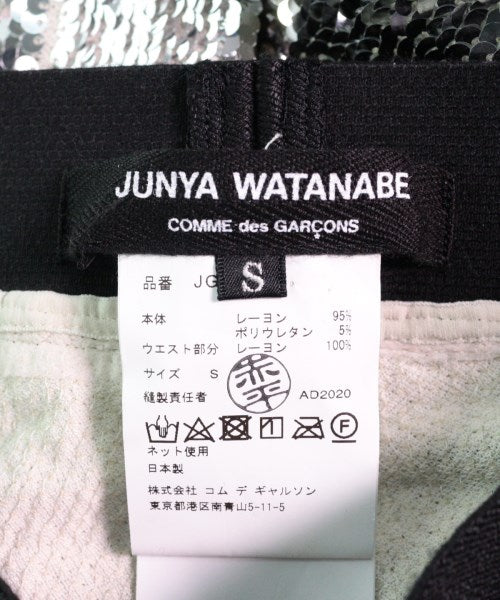 JUNYA WATANABE
COMME des GARÇONS
S
品番 JG
本体 レーヨン 95%
ポリウレタン 5%
ウエスト部分 レーヨン 100%
サイズ S
縫製責任者 AD2020
F
ネット使用
日本製
株式会社 コム デ ギャルソン
東京都港区南青山5-11-5